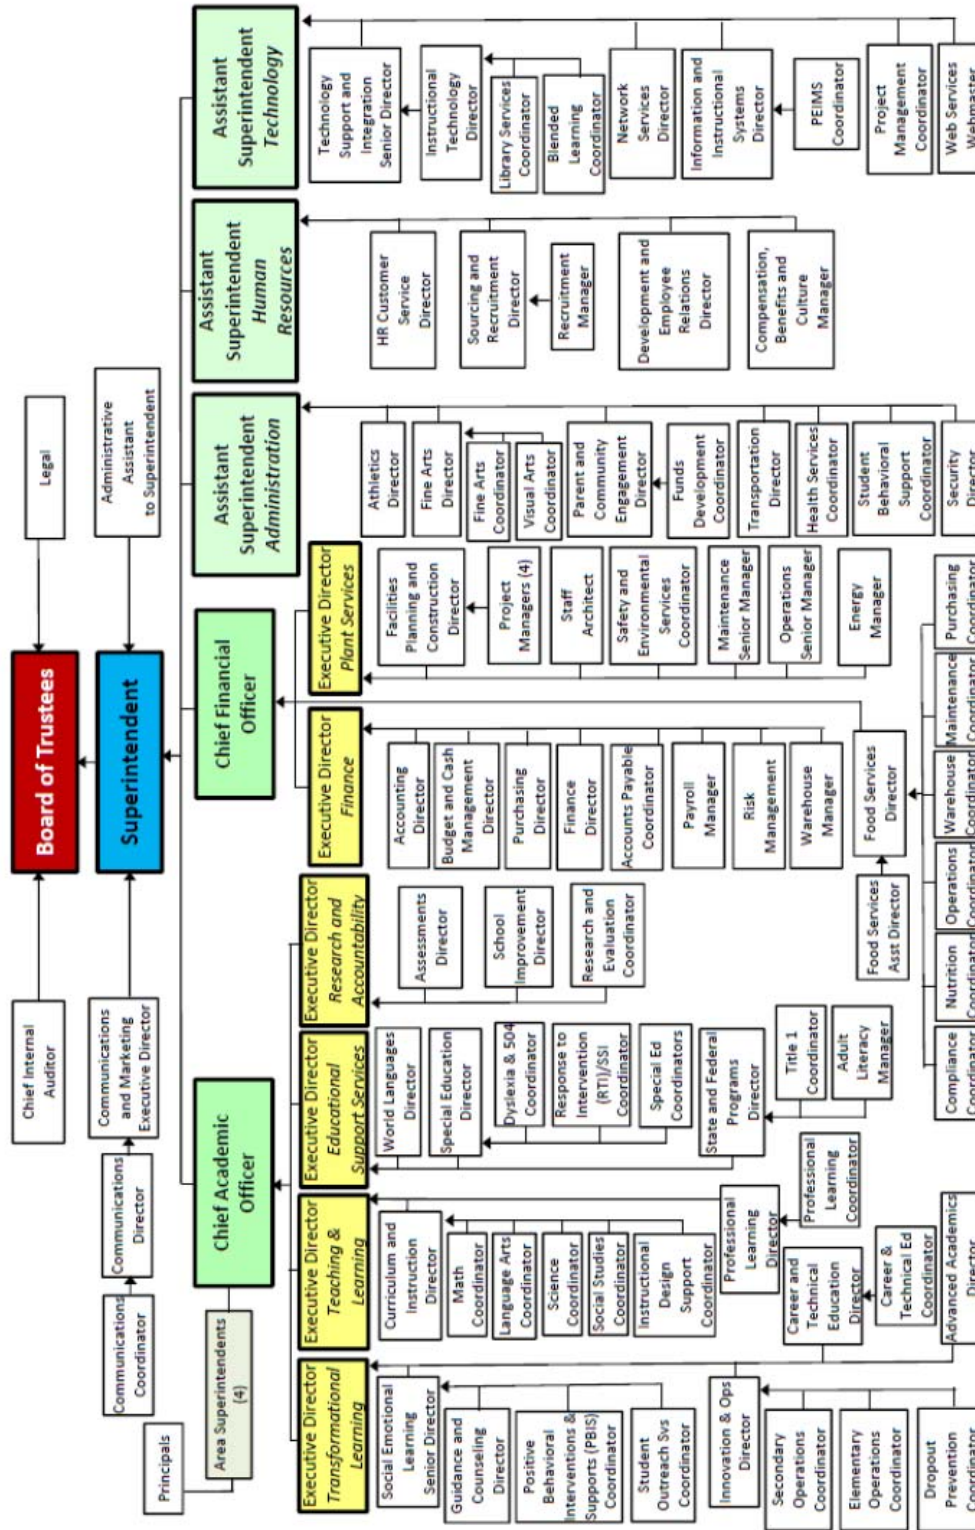 Board of Trustees
Legal
Chief Internal
Auditor
Superintendent
Administrative
Assistant
to Superintendent
Communications
and Marketing
Executive Director
Communications
Director
Communications
Coordinator
Principals
Area Superintendents
(4)
Chief Academic
Officer
Chief Financial
Officer
Assistant
Superintendent
Administration
Assistant
Superintendent
Human
Resources
Assistant
Superintendent
Technology
Executive Director
Transformational
Learning
Social Emotional
Learning
Senior Director
Guidance and
Counseling
Director
Positive
Behavioral
Interventions &
Supports (PBIS)
Coordinator
Student
Outreach Svs
Coordinator
Innovation & Ops
Director
Secondary
Operations
Coordinator
Elementary
Operations
Coordinator
Dropout
Prevention
Coordinator
Career and
Technical
Education
Director
Career &
Technical Ed
Coordinator
Advanced Academics
Director
Executive Director
Teaching &
Learning
Curriculum and
Instruction
Director
Math
Coordinator
Language Arts
Coordinator
Science
Coordinator
Social Studies
Coordinator
Instructional
Design
Support
Coordinator
Professional
Learning
Director
Professional
Learning
Coordinator
Executive Director
Educational
Support Services
World Languages
Director
Special Education
Director
Dyslexia & 504
Coordinator
Response to
Intervention
(RTI)/SSI
Coordinator
Special Ed
Coordinators
State and Federal
Programs
Director
Title 1
Coordinator
Adult
Literacy
Manager
Executive Director
Research and
Accountability
Assessments
Director
School
Improvement
Director
Research and
Evaluation
Coordinator
Executive Director
Finance
Accounting
Director
Budget and Cash
Management
Director
Purchasing
Director
Finance
Director
Accounts Payable
Coordinator
Payroll
Manager
Risk
Management
Warehouse
Manager
Food Services
Director
Food Services
Asst Director
Compliance
Coordinator
Nutrition
Coordinator
Operations
Coordinator
Warehouse
Coordinator
Maintenance
Coordinator
Purchasing
Coordinator
Executive Director
Plant Services
Facilities
Planning and
Construction
Director
Project
Managers (4)
Staff
Architect
Safety and
Environmental
Services
Coordinator
Maintenance
Senior Manager
Operations
Senior Manager
Energy
Manager
Athletics
Director
Fine Arts
Director
Fine Arts
Coordinator
Visual Arts
Coordinator
Parent and
Community
Engagement
Director
Funds
Development
Coordinator
Transportation
Director
Health Services
Coordinator
Student
Behavioral
Support
Coordinator
Security
Director
HR Customer
Service
Director
Sourcing and
Recruitment
Director
Recruitment
Manager
Development and
Employee
Relations
Director
Compensation,
Benefits and
Culture
Manager
Technology
Support and
Integration
Senior Director
Instructional
Technology
Director
Library Services
Coordinator
Blended
Learning
Coordinator
Network
Services
Director
Information and
Instructional
Systems
Director
PEIMS
Coordinator
Project
Management
Coordinator
Web Services
Webmaster